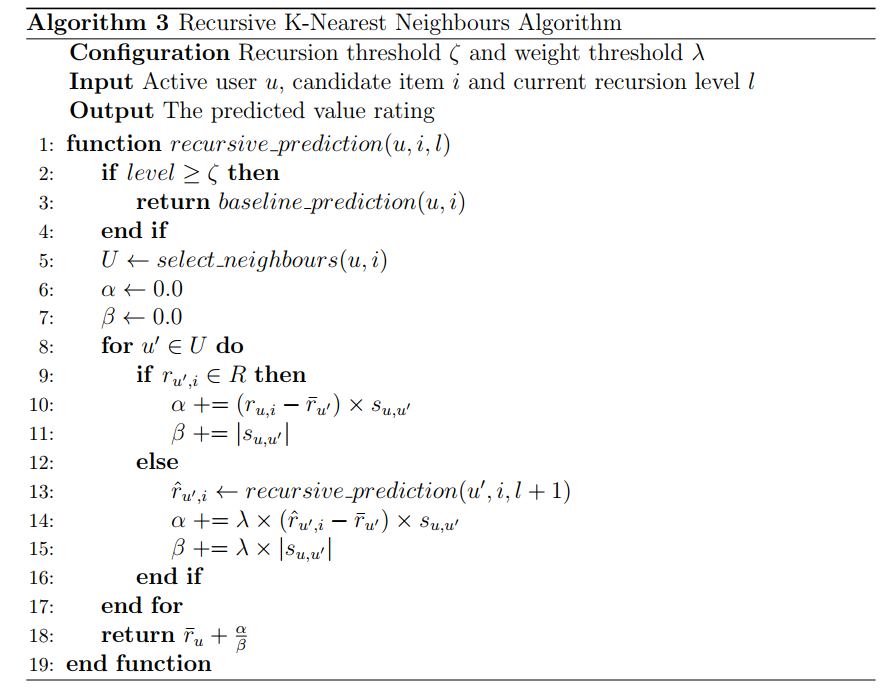 Algorithm 3 Recursive K-Nearest Neighbours Algorithm
Configuration Recursion threshold ζ and weight threshold λ
Input Active user u, candidate item i and current recursion level l
Output The predicted value rating
1: function recursive_prediction(u, i, l)
2: if level ≥ ζ then
3: return baseline_prediction(u, i)
4: end if
5: U ← select_neighbours(u, i)
6: α ← 0.0
7: β ← 0.0
8: for u′ ∈ U do
9: if r_{u′,i} ∈ R then
10: α += (r_{u,i} − r̄_{u′}) × s_{u,u′}
11: β += |s_{u,u′}|
12: else
13: r̂_{u′,i} ← recursive_prediction(u′, i, l + 1)
14: α += λ × (r̂_{u′,i} − r̄_{u′}) × s_{u,u′}
15: β += λ × |s_{u,u′}|
16: end if
17: end for
18: return r̄_u + α/β
19: end function